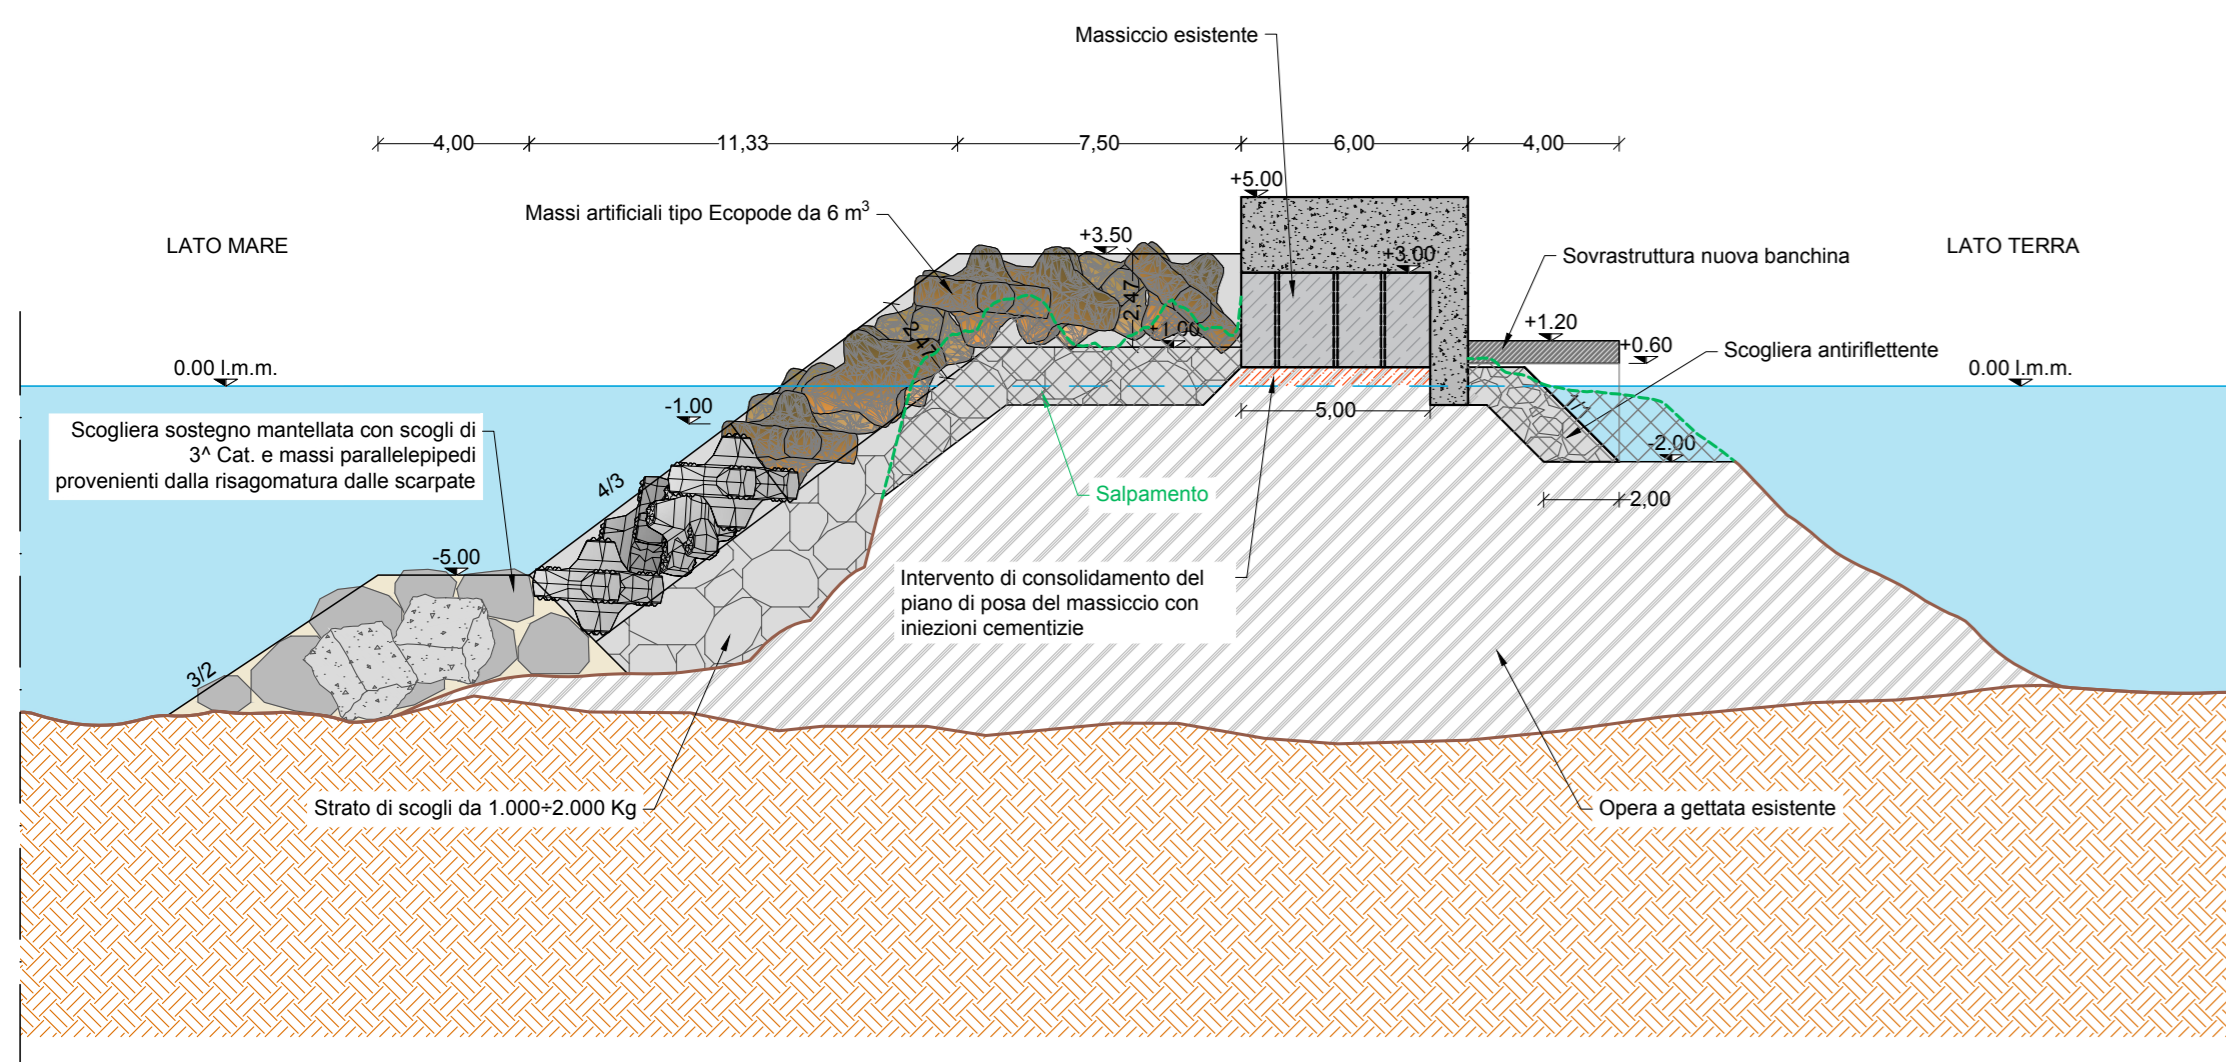 Massiccio esistente
4,00
11,33
7,50
6,00
4,00
+5.00
Massi artificiali tipo Ecopode da 6 m³
+3.50
LATO MARE
LATO TERRA
+3.00
Sovrastruttura nuova banchina
2,47
2,47
+1.00
+1.20
+0.60
Scogliera antiriflettente
0.00 l.m.m.
0.00 l.m.m.
-1.00
5,00
1/1
Scogliera sostegno mantellata con scogli di
3^ Cat. e massi parallelepipedi
provenienti dalla risagomatura dalle scarpate
-2.00
4/3
Salpamento
2,00
-5.00
Intervento di consolidamento del
piano di posa del massiccio con
iniezioni cementizie
3/2
Strato di scogli da 1.000÷2.000 Kg
Opera a gettata esistente